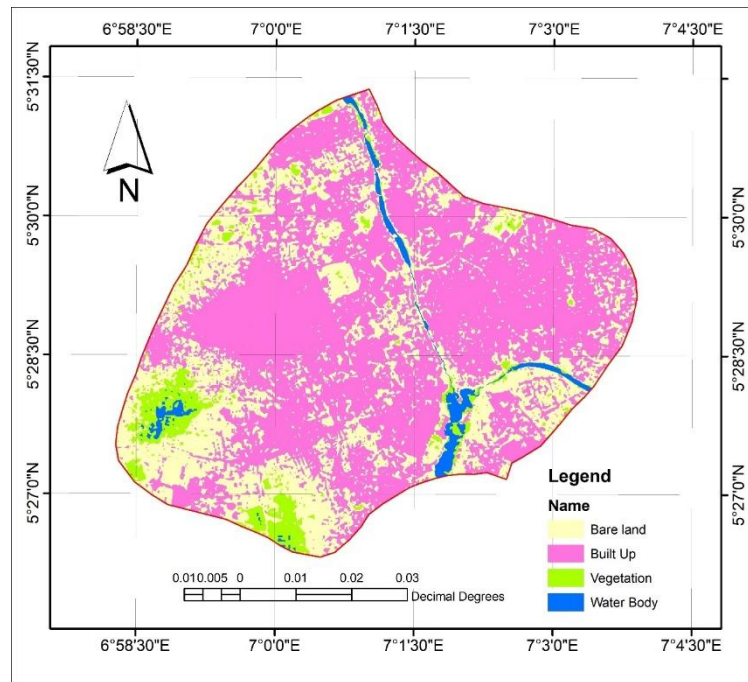 6°58'30"E 7°0'0"E 7°1'30"E 7°3'0"E 7°4'30"E
5°31'30"N 5°31'30"N
N
5°30'0"N 5°30'0"N
5°28'30"N 5°28'30"N
5°27'0"N 5°27'0"N
Legend
Name
Bare land
Built Up
Vegetation
Water Body
0.010.005 0 0.01 0.02 0.03
Decimal Degrees
6°58'30"E 7°0'0"E 7°1'30"E 7°3'0"E 7°4'30"E